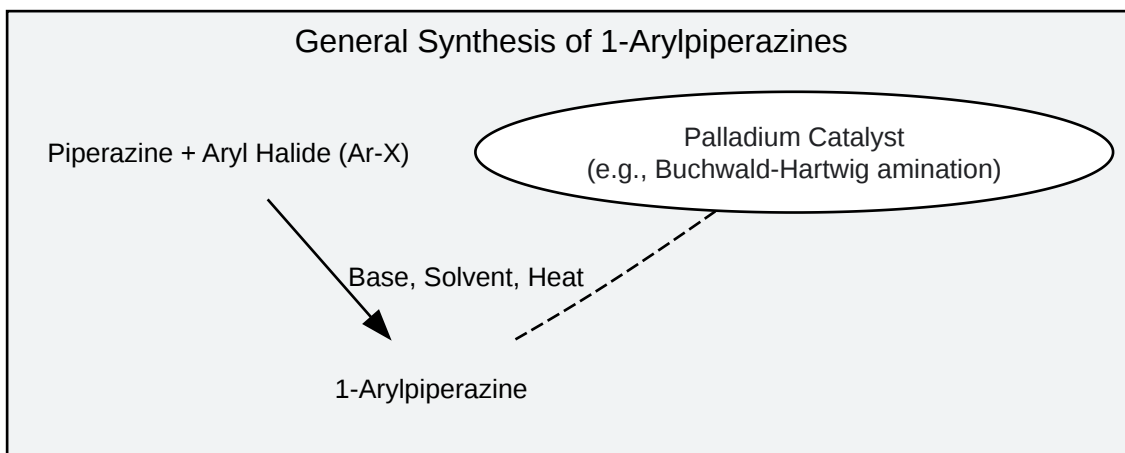 General Synthesis of 1-Arylpiperazines
Piperazine + Aryl Halide (Ar-X)
Palladium Catalyst
(e.g., Buchwald-Hartwig amination)
Base, Solvent, Heat
1-Arylpiperazine